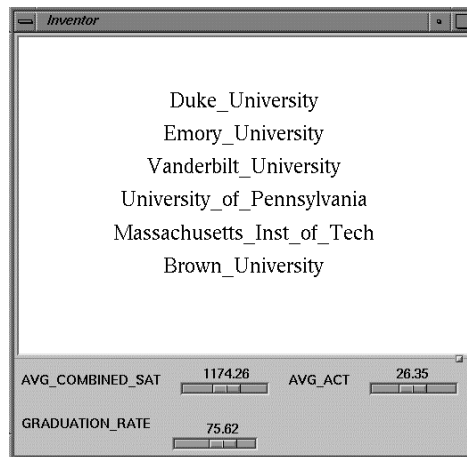 Inventor
Duke_University
Emory_University
Vanderbilt_University
University_of_Pennsylvania
Massachusetts_Inst_of_Tech
Brown_University
AVG_COMBINED_SAT 1174.26 AVG_ACT 26.35
GRADUATION_RATE 75.62